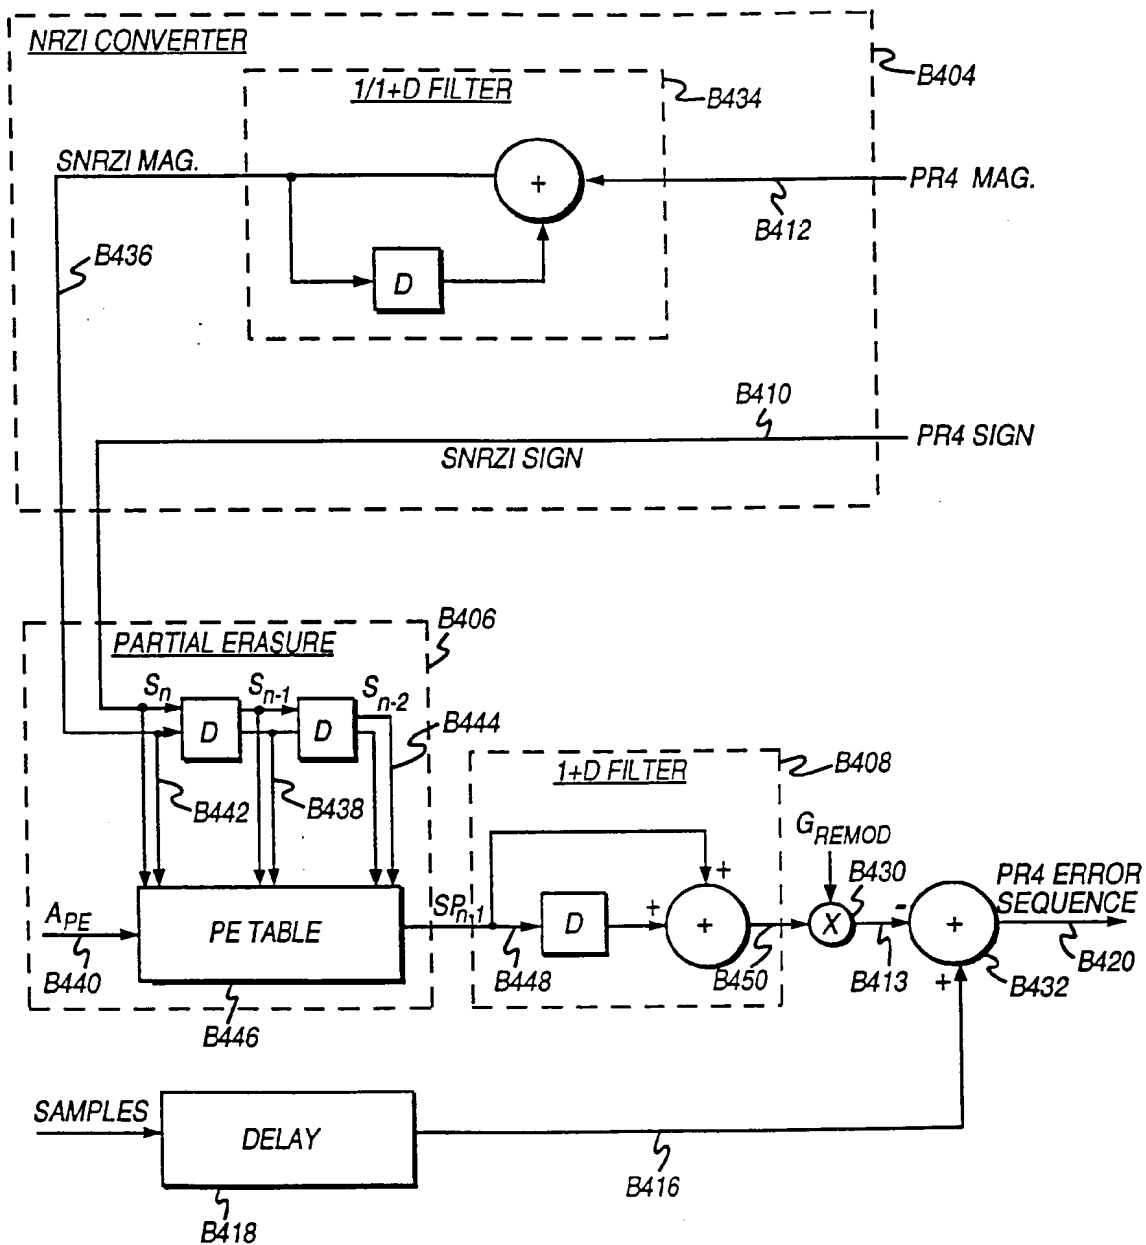 NRZI CONVERTER
B404
1/1+D FILTER
B434
SNRZI MAG.
+
PR4 MAG.
B412
B436
D
B410
PR4 SIGN
SNRZI SIGN
B406
PARTIAL ERASURE
Sn
Sn-1
Sn-2
D
D
B444
B442
B438
1+D FILTER
B408
GREMOD
+
B430
PR4 ERROR
SEQUENCE
APE
PE TABLE
SPn-1
D
+
+
X
-
+
B440
B448
B450
B413
+
B432
B420
B446
SAMPLES
DELAY
B416
B418